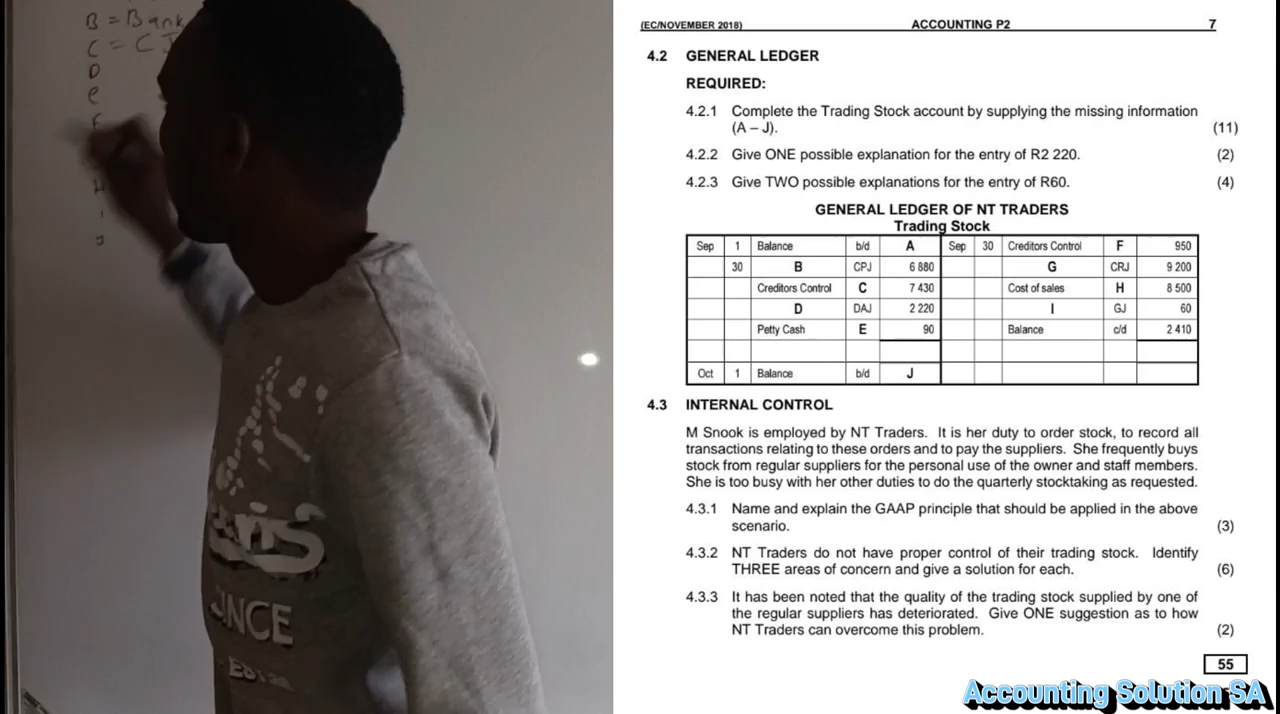 B = Bank
C = CJ
D
e
F
H
I
J
INCE
(EC/NOVEMBER 2018) ACCOUNTING P2 7
4.2 GENERAL LEDGER
REQUIRED:
4.2.1 Complete the Trading Stock account by supplying the missing information
(A – J). (11)
4.2.2 Give ONE possible explanation for the entry of R2 220. (2)
4.2.3 Give TWO possible explanations for the entry of R60. (4)
GENERAL LEDGER OF NT TRADERS
Trading Stock
Sep 1 Balance b/d A Sep 30 Creditors Control F 950
30 B CPJ 6 880 G CRJ 9 200
Creditors Control C 7 430 Cost of sales H 8 500
D DAJ 2 220 I GJ 60
Petty Cash E 90 Balance c/d 2 410
Oct 1 Balance b/d J
4.3 INTERNAL CONTROL
M Snook is employed by NT Traders. It is her duty to order stock, to record all
transactions relating to these orders and to pay the suppliers. She frequently buys
stock from regular suppliers for the personal use of the owner and staff members.
She is too busy with her other duties to do the quarterly stocktaking as requested.
4.3.1 Name and explain the GAAP principle that should be applied in the above
scenario. (3)
4.3.2 NT Traders do not have proper control of their trading stock. Identify
THREE areas of concern and give a solution for each. (6)
4.3.3 It has been noted that the quality of the trading stock supplied by one of
the regular suppliers has deteriorated. Give ONE suggestion as to how
NT Traders can overcome this problem. (2)
55
Accounting Solution SA